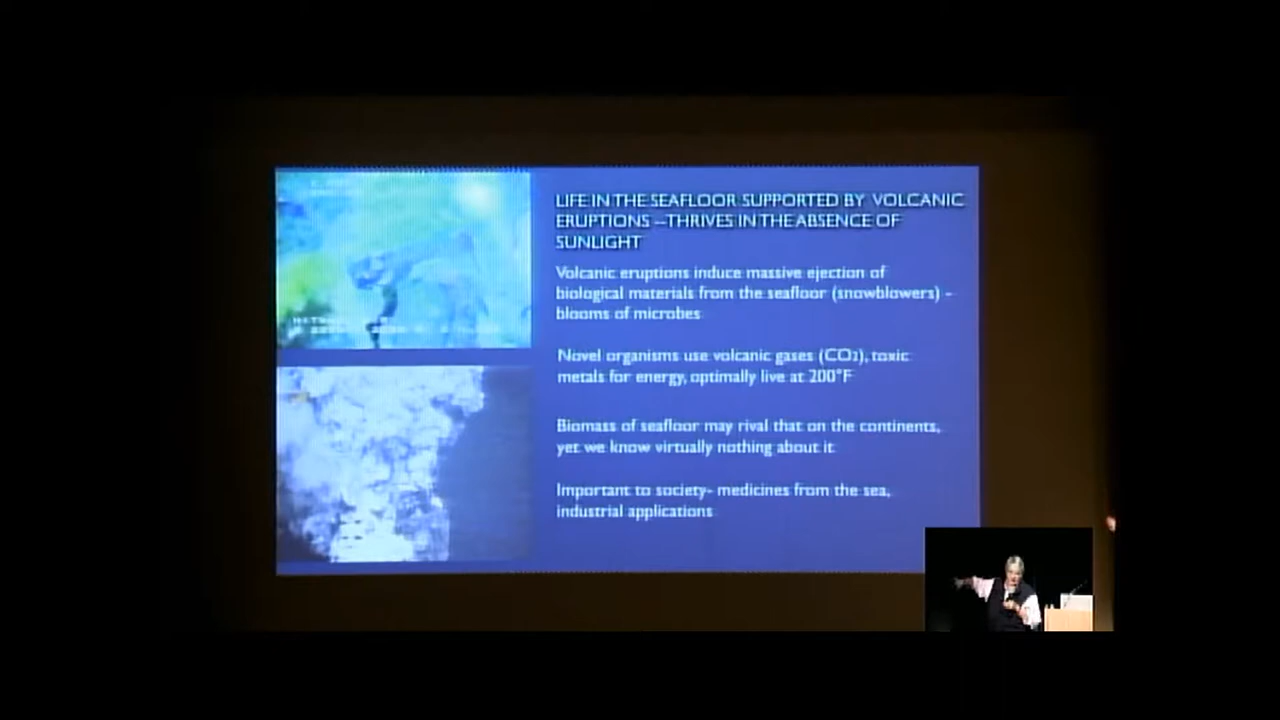 LIFE IN THE SEAFLOOR SUPPORTED BY VOLCANIC
ERUPTIONS --THRIVES IN THE ABSENCE OF
SUNLIGHT
Volcanic eruptions induce massive ejection of
biological materials from the seafloor (snowblowers) -
blooms of microbes
Novel organisms use volcanic gases (CO2), toxic
metals for energy, optimally live at 200°F
Biomass of seafloor may rival that on the continents,
yet we know virtually nothing about it
Important to society- medicines from the sea,
industrial applications